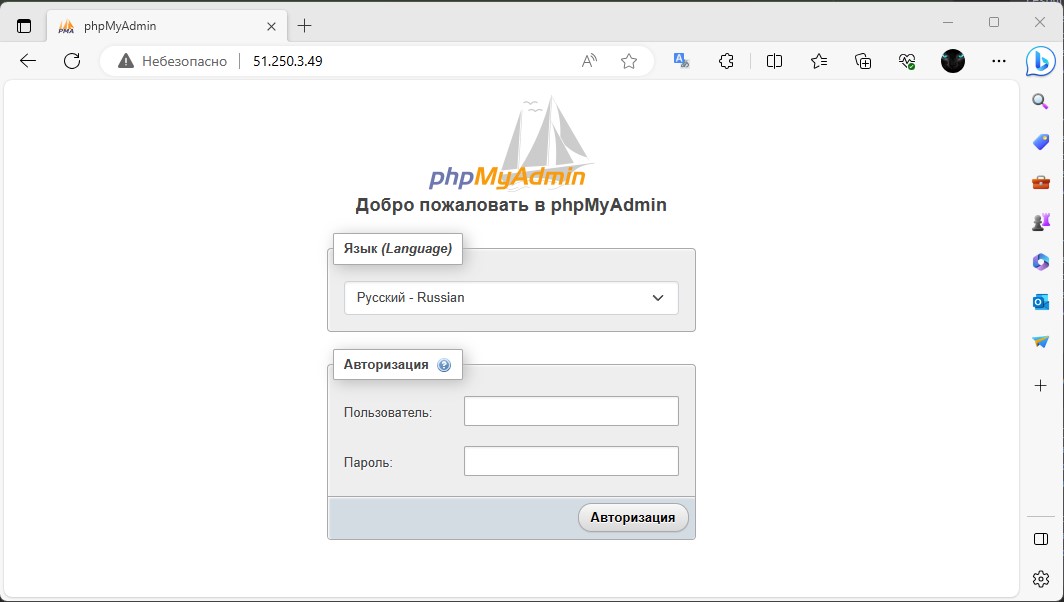 phpMyAdmin
Небезопасно
51.250.3.49
phpMyAdmin
Добро пожаловать в phpMyAdmin
Язык (Language)
Русский - Russian
Авторизация
Пользователь:
Пароль:
Авторизация